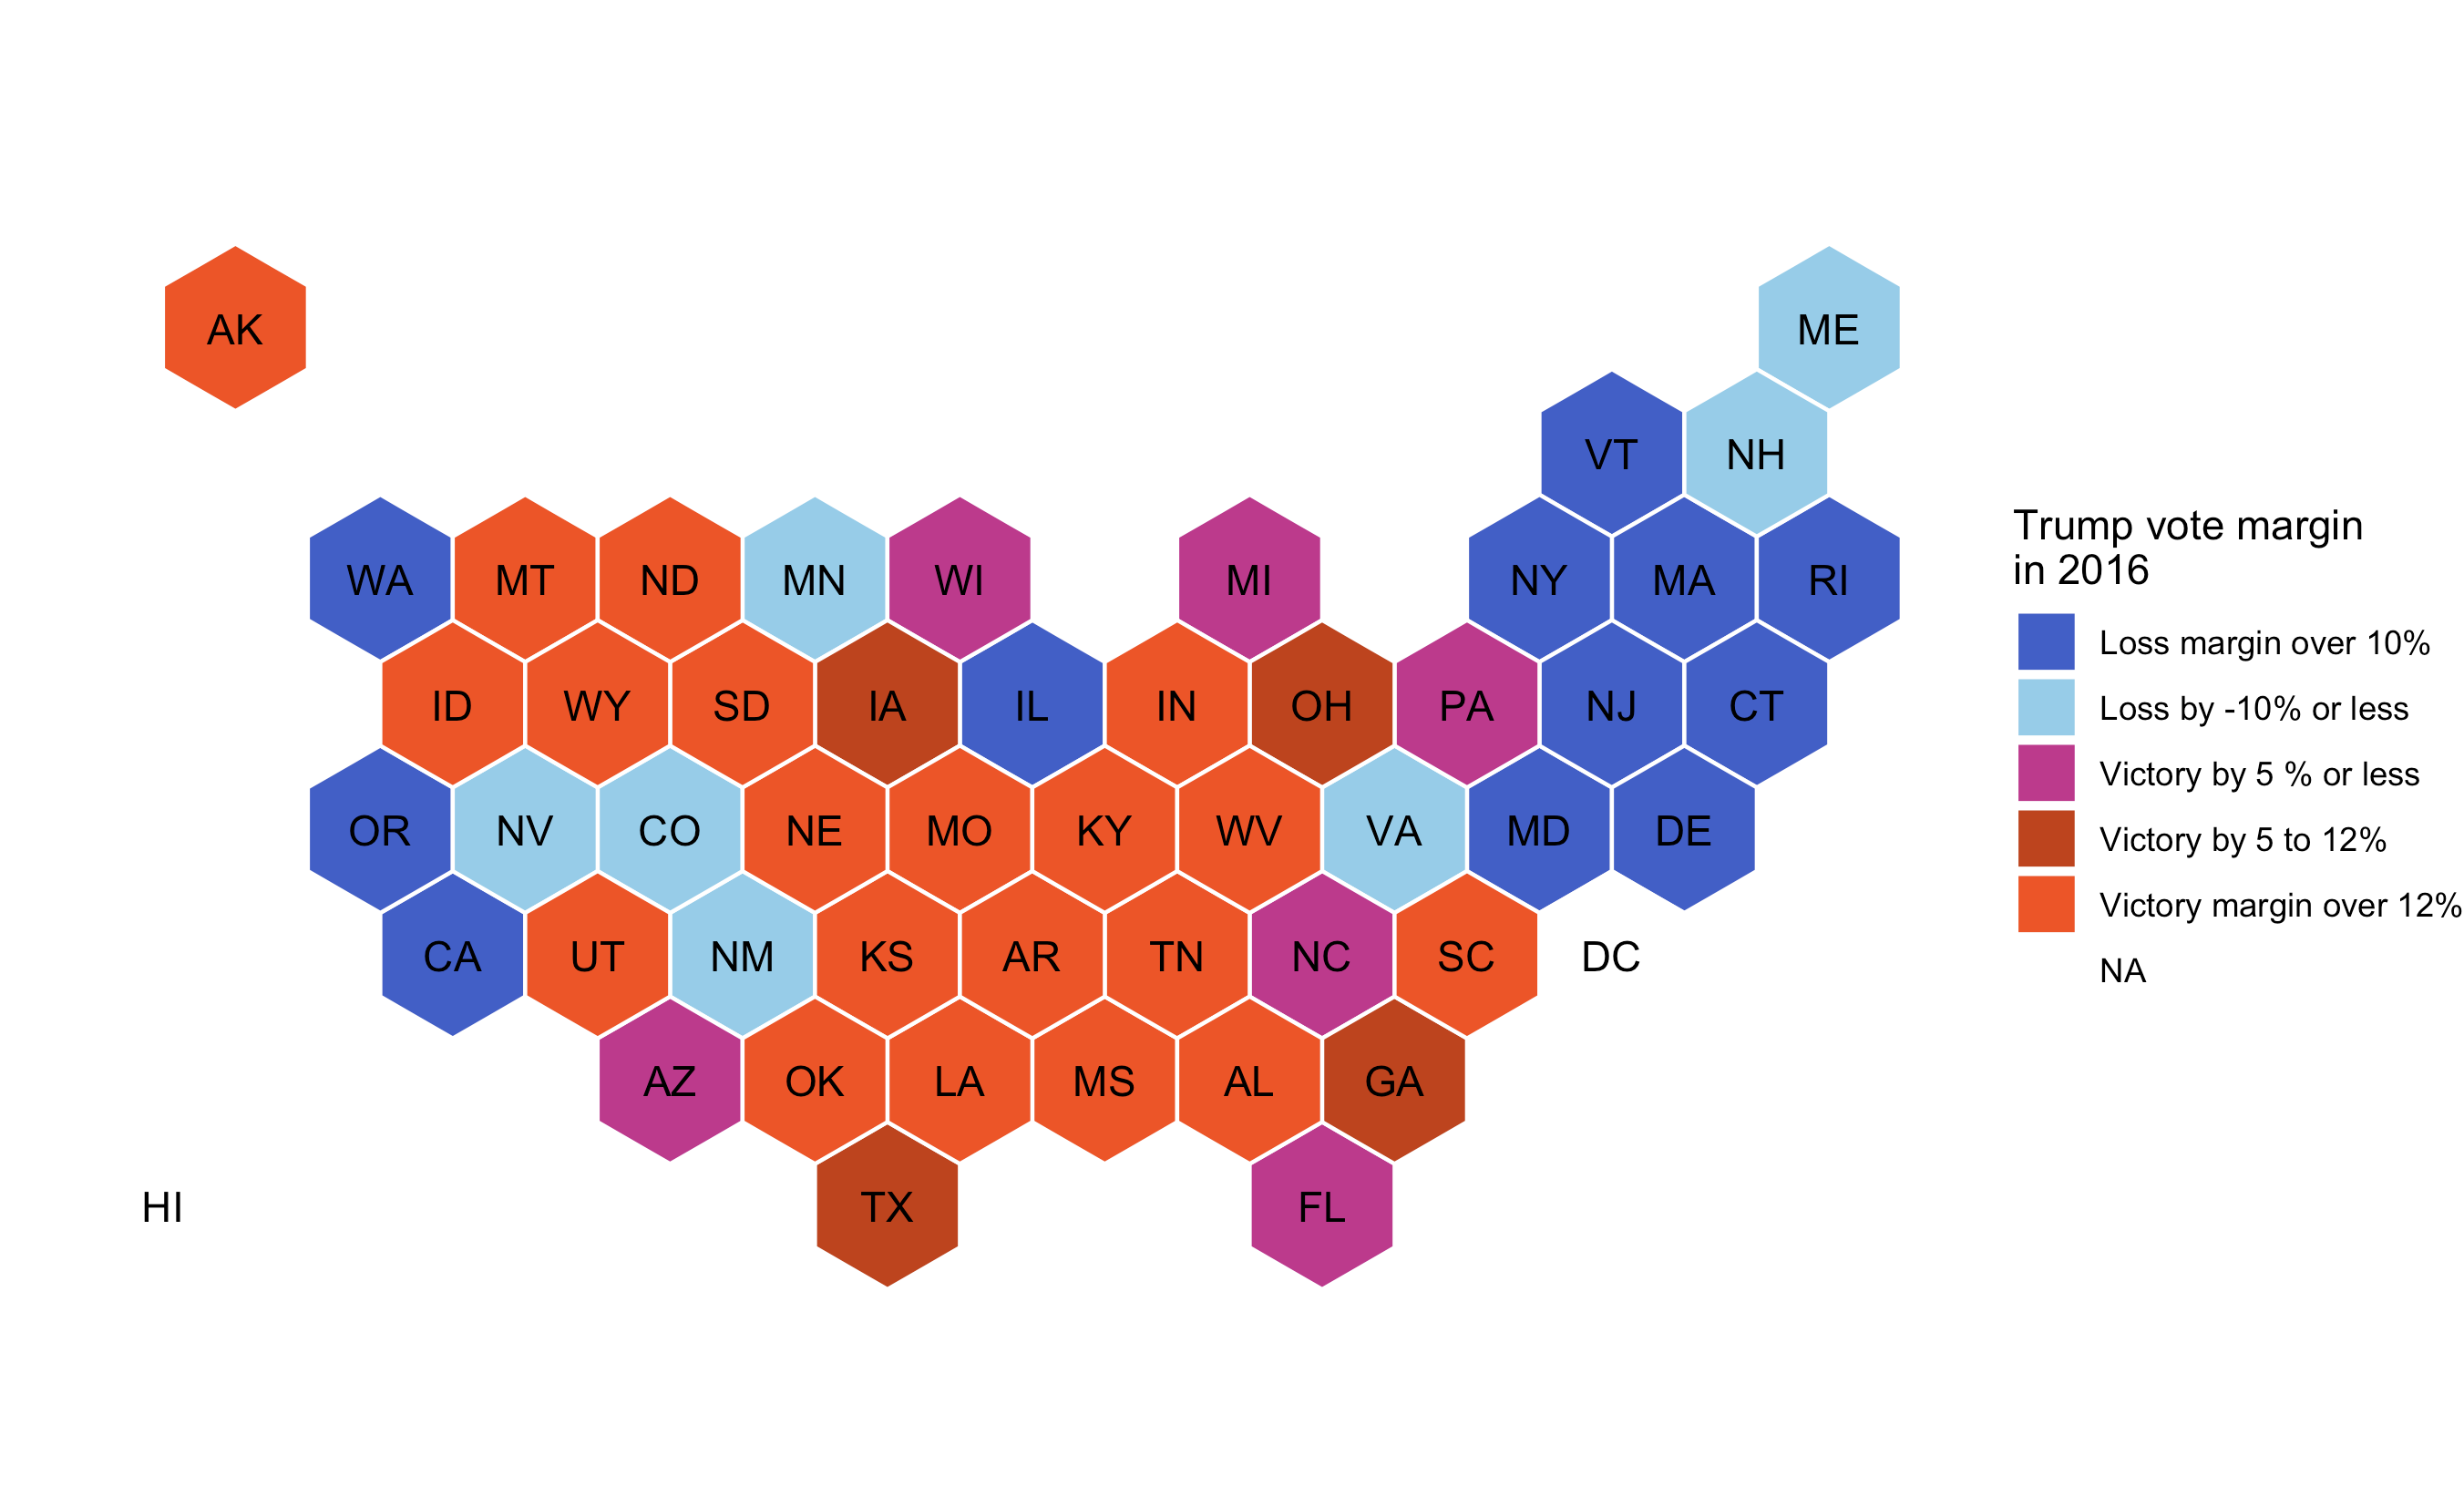 AK
ME
VT
NH
WA
MT
ND
MN
WI
MI
NY
MA
RI
ID
WY
SD
IA
IL
IN
OH
PA
NJ
CT
OR
NV
CO
NE
MO
KY
WV
VA
MD
DE
CA
UT
NM
KS
AR
TN
NC
SC
DC
AZ
OK
LA
MS
AL
GA
HI
TX
FL
Trump vote margin
in 2016
Loss margin over 10%
Loss by -10% or less
Victory by 5 % or less
Victory by 5 to 12%
Victory margin over 12%
NA